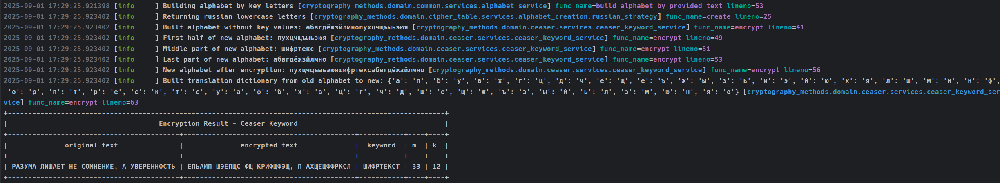 2025-09-01 17:29:25.921398 [info     ] Building alphabet by key letters [cryptography_methods.domain.common.services.alphabet_service] func_name=build_alphabet_by_provided_text lineno=53
2025-09-01 17:29:25.923402 [info     ] Returning russian lowercase letters [cryptography_methods.domain.cipher_table.services.alphabet_creation.russian_strategy] func_name=create lineno=25
2025-09-01 17:29:25.923402 [info     ] Built alphabet without key values: абвгдёжзйлмнопухцчщъыьэюя [cryptography_methods.domain.ceaser.services.ceaser_keyword_service] func_name=encrypt lineno=41
2025-09-01 17:29:25.923402 [info     ] First half of new alphabet: пухцчщъыьэюя [cryptography_methods.domain.ceaser.services.ceaser_keyword_service] func_name=encrypt lineno=49
2025-09-01 17:29:25.923402 [info     ] Middle part of new alphabet: шифртекс [cryptography_methods.domain.ceaser.services.ceaser_keyword_service] func_name=encrypt lineno=51
2025-09-01 17:29:25.923402 [info     ] Last part of new alphabet: абвгдёжзйлмно [cryptography_methods.domain.ceaser.services.ceaser_keyword_service] func_name=encrypt lineno=53
2025-09-01 17:29:25.923402 [info     ] New alphabet after encryption: пухцчщъыьэюяшифртексабвгдёжзйлмно [cryptography_methods.domain.ceaser.services.ceaser_keyword_service] func_name=encrypt lineno=56
2025-09-01 17:29:25.923402 [info     ] Built translation dictionary from old alphabet to new: {'а': 'п', 'б': 'у', 'в': 'х', 'г': 'ц', 'д': 'ч', 'е': 'щ', 'ё': 'ъ', 'ж': 'ы', 'з': 'ь', 'и': 'э', 'й': 'ю', 'к': 'я', 'л': 'ш', 'м': 'и', 'н': 'ф',
 'о': 'р', 'п': 'т', 'р': 'е', 'с': 'к', 'т': 'с', 'у': 'а', 'ф': 'б', 'х': 'в', 'ц': 'г', 'ч': 'д', 'ш': 'ё', 'щ': 'ж', 'ъ': 'з', 'ы': 'й', 'ь': 'л', 'э': 'м', 'ю': 'н', 'я': 'о'} [cryptography_methods.domain.ceaser.services.ceaser_keyword_ser
vice] func_name=encrypt lineno=63
+-----------------------------------------------------------------------------------------------------------+
|                                     Encryption Result - Ceaser Keyword                                    |
+------------------------------------------+------------------------------------------+-----------+----+----+
|              original text               |              encrypted text              |  keyword  | m  | k  |
+------------------------------------------+------------------------------------------+-----------+----+----+
| РАЗУМА ЛИШАЕТ НЕ СОМНЕНИЕ, А УВЕРЕННОСТЬ | ЕПЬАИП ШЭЁПЩС ФЩ КРИФЩФЭЩ, П АХЩЕЩФФРКСЛ | ШИФРТЕКСТ | 33 | 12 |
+------------------------------------------+------------------------------------------+-----------+----+----+